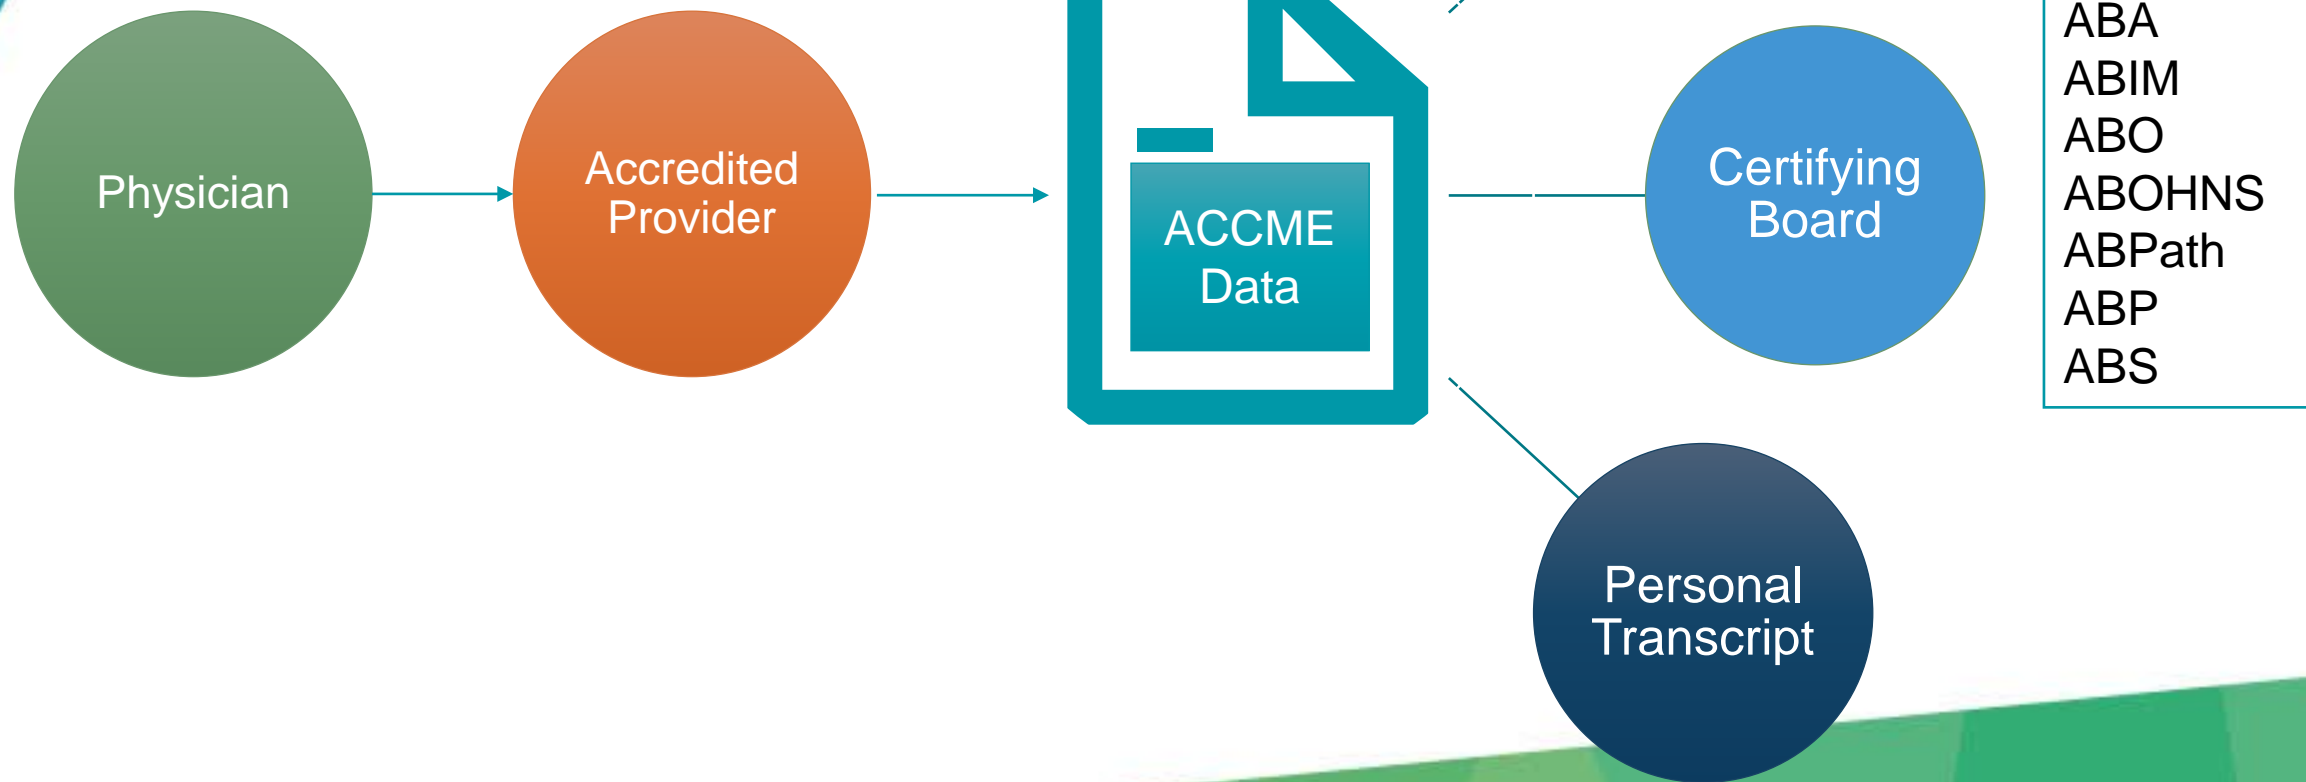 Physician
Accredited
Provider
ACCME
Data
Certifying
Board
ABA
ABIM
ABO
ABOHNS
ABPath
ABP
ABS
Personal
Transcript